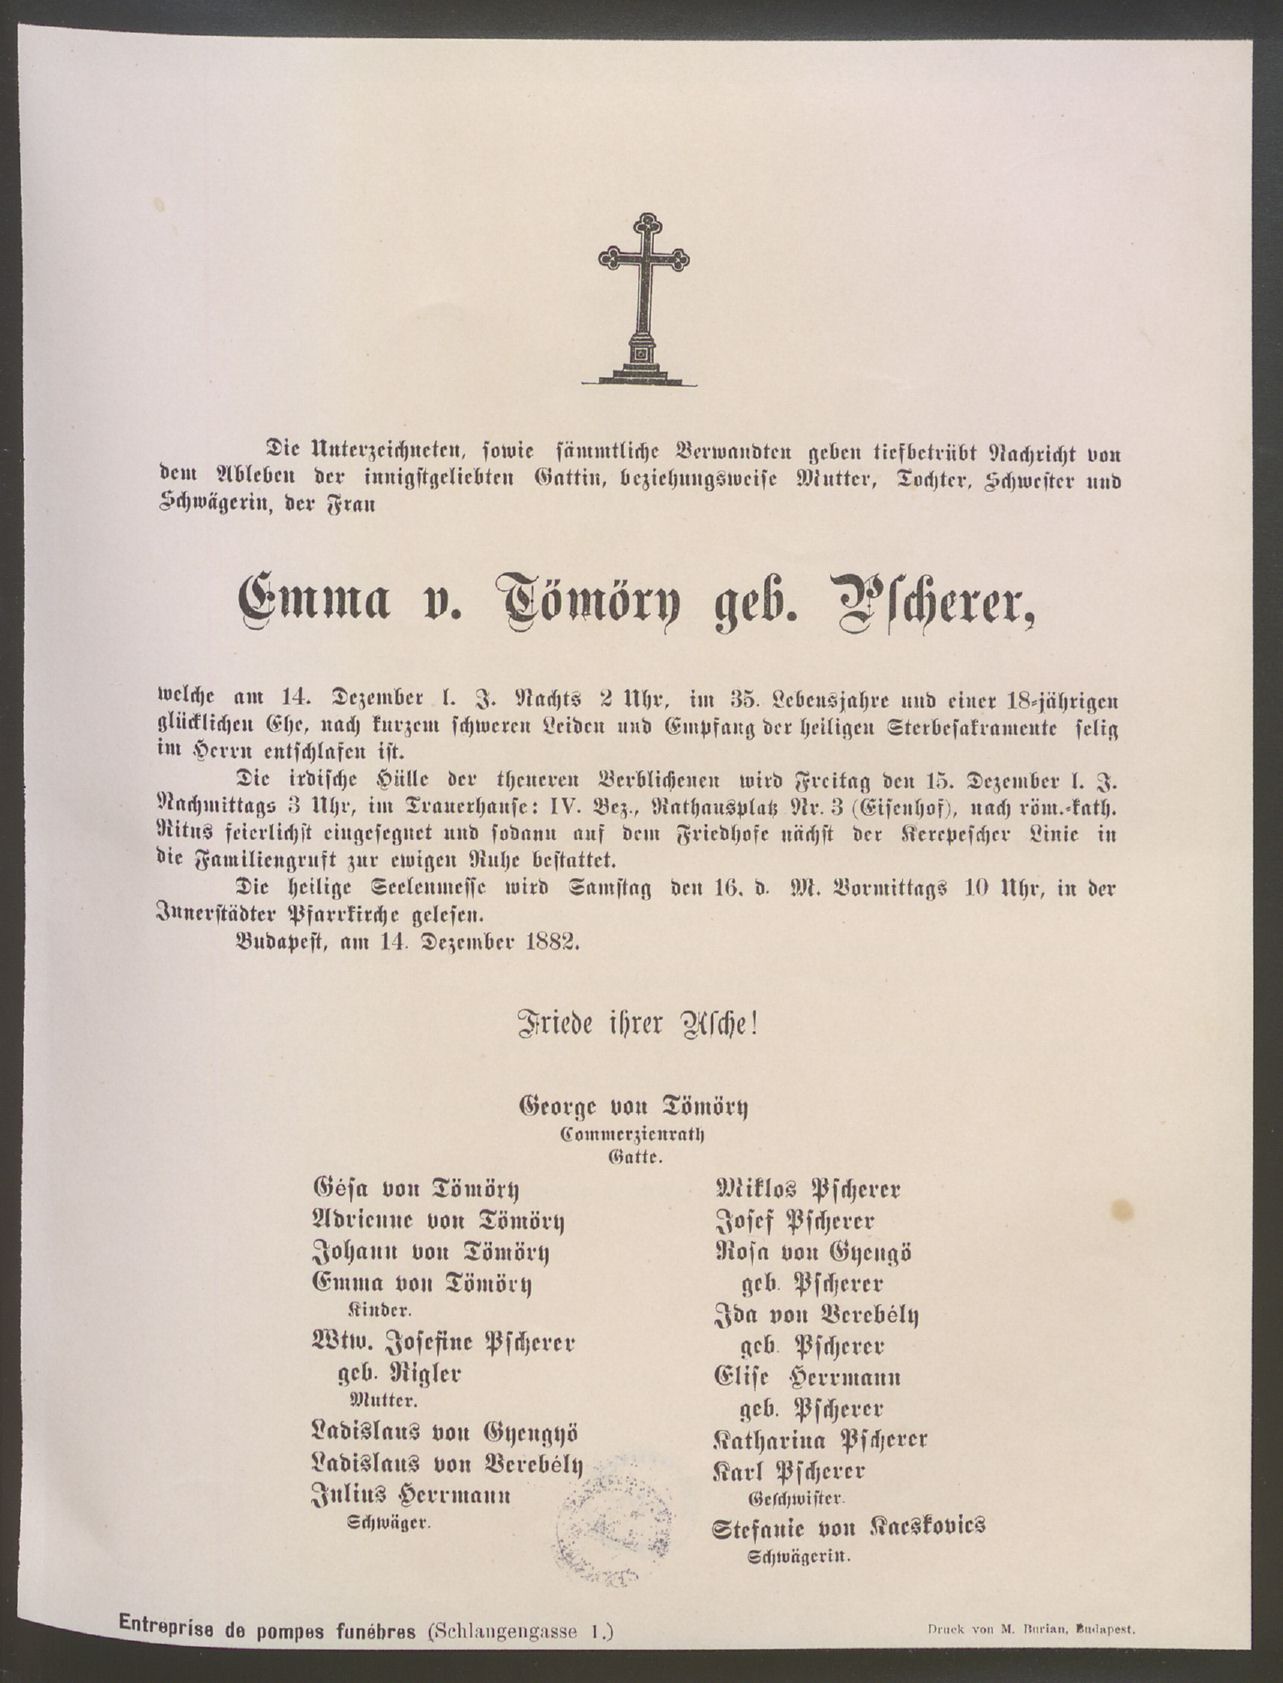 Die Unterzeichneten, sowie sämmtliche Verwandten geben tiefbetrübt Nachricht von
dem Ableben der innigstgeliebten Gattin, beziehungsweise Mutter, Tochter, Schwester und
Schwägerin, der Frau
Emma v. Tömöry geb. Pscherer,
welche am 14. Dezember l. J. Nachts 2 Uhr, im 35. Lebensjahre und einer 18-jährigen
glücklichen Ehe, nach kurzem schweren Leiden und Empfang der heiligen Sterbesakramente selig
im Herrn entschlafen ist.
Die irdische Hülle der theueren Verblichenen wird Freitag den 15. Dezember l. J.
Nachmittags 3 Uhr, im Trauerhause: IV. Bez., Rathausplatz Nr. 3 (Eisenhof), nach röm.-kath.
Ritus feierlichst eingesegnet und sodann auf dem Friedhofe nächst der Kerepescher Linie in
die Familiengruft zur ewigen Ruhe bestattet.
Die heilige Seelenmesse wird Samstag den 16. d. M. Vormittags 10 Uhr, in der
Innerstädter Pfarrkirche gelesen.
Budapest, am 14. Dezember 1882.
Friede ihrer Asche!
George von Tömöry
Commerzienrath
Gatte.
Gésa von Tömöry
Adrienne von Tömöry
Johann von Tömöry
Emma von Tömöry
Kinder.
Wtw. Josefine Pscherer
geb. Rigler
Mutter.
Ladislaus von Gyengyö
Ladislaus von Verebély
Julius Herrmann
Schwäger.
Miklos Pscherer
Josef Pscherer
Rosa von Gyengö
geb. Pscherer
Ida von Verebély
geb. Pscherer
Elise Herrmann
geb. Pscherer
Katharina Pscherer
Karl Pscherer
Geschwister.
Stefanie von Kacskovics
Schwägerin.
Entreprise de pompes funébres (Schlangengasse 1.)
Druck von M. Burian, Budapest.